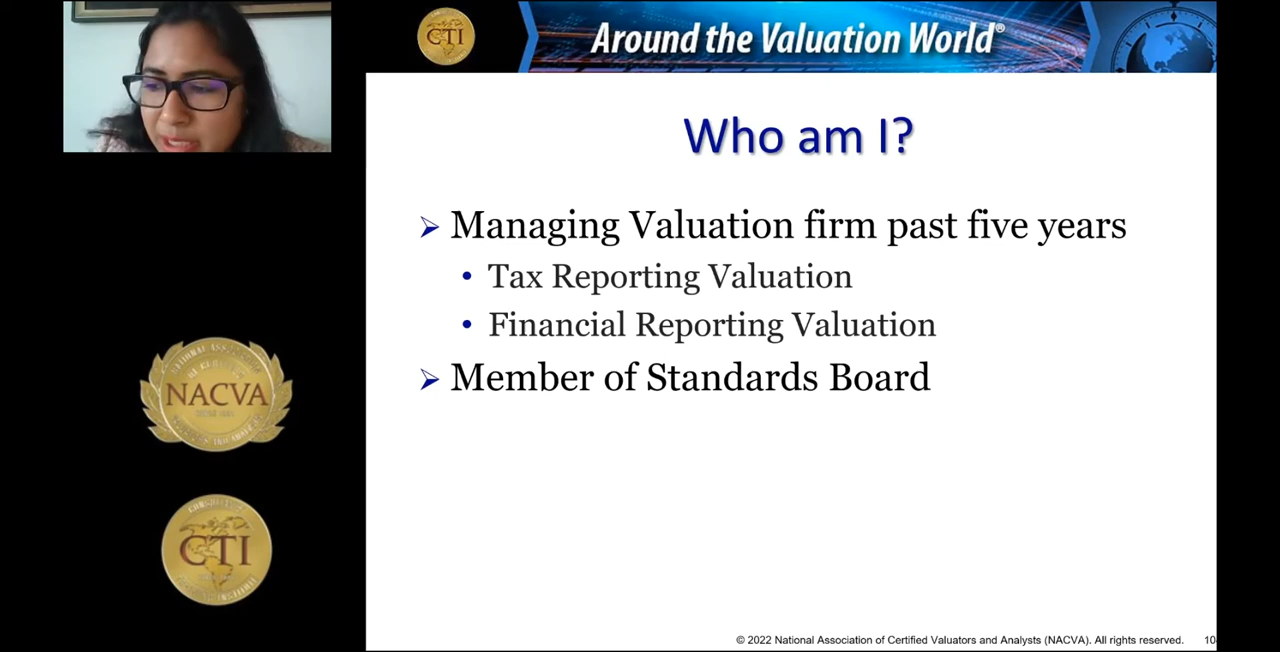 CTI
Around the Valuation World®
Who am I?
Managing Valuation firm past five years
Tax Reporting Valuation
Financial Reporting Valuation
Member of Standards Board
NACVA
CTI
© 2022 National Association of Certified Valuators and Analysts (NACVA). All rights reserved. 10